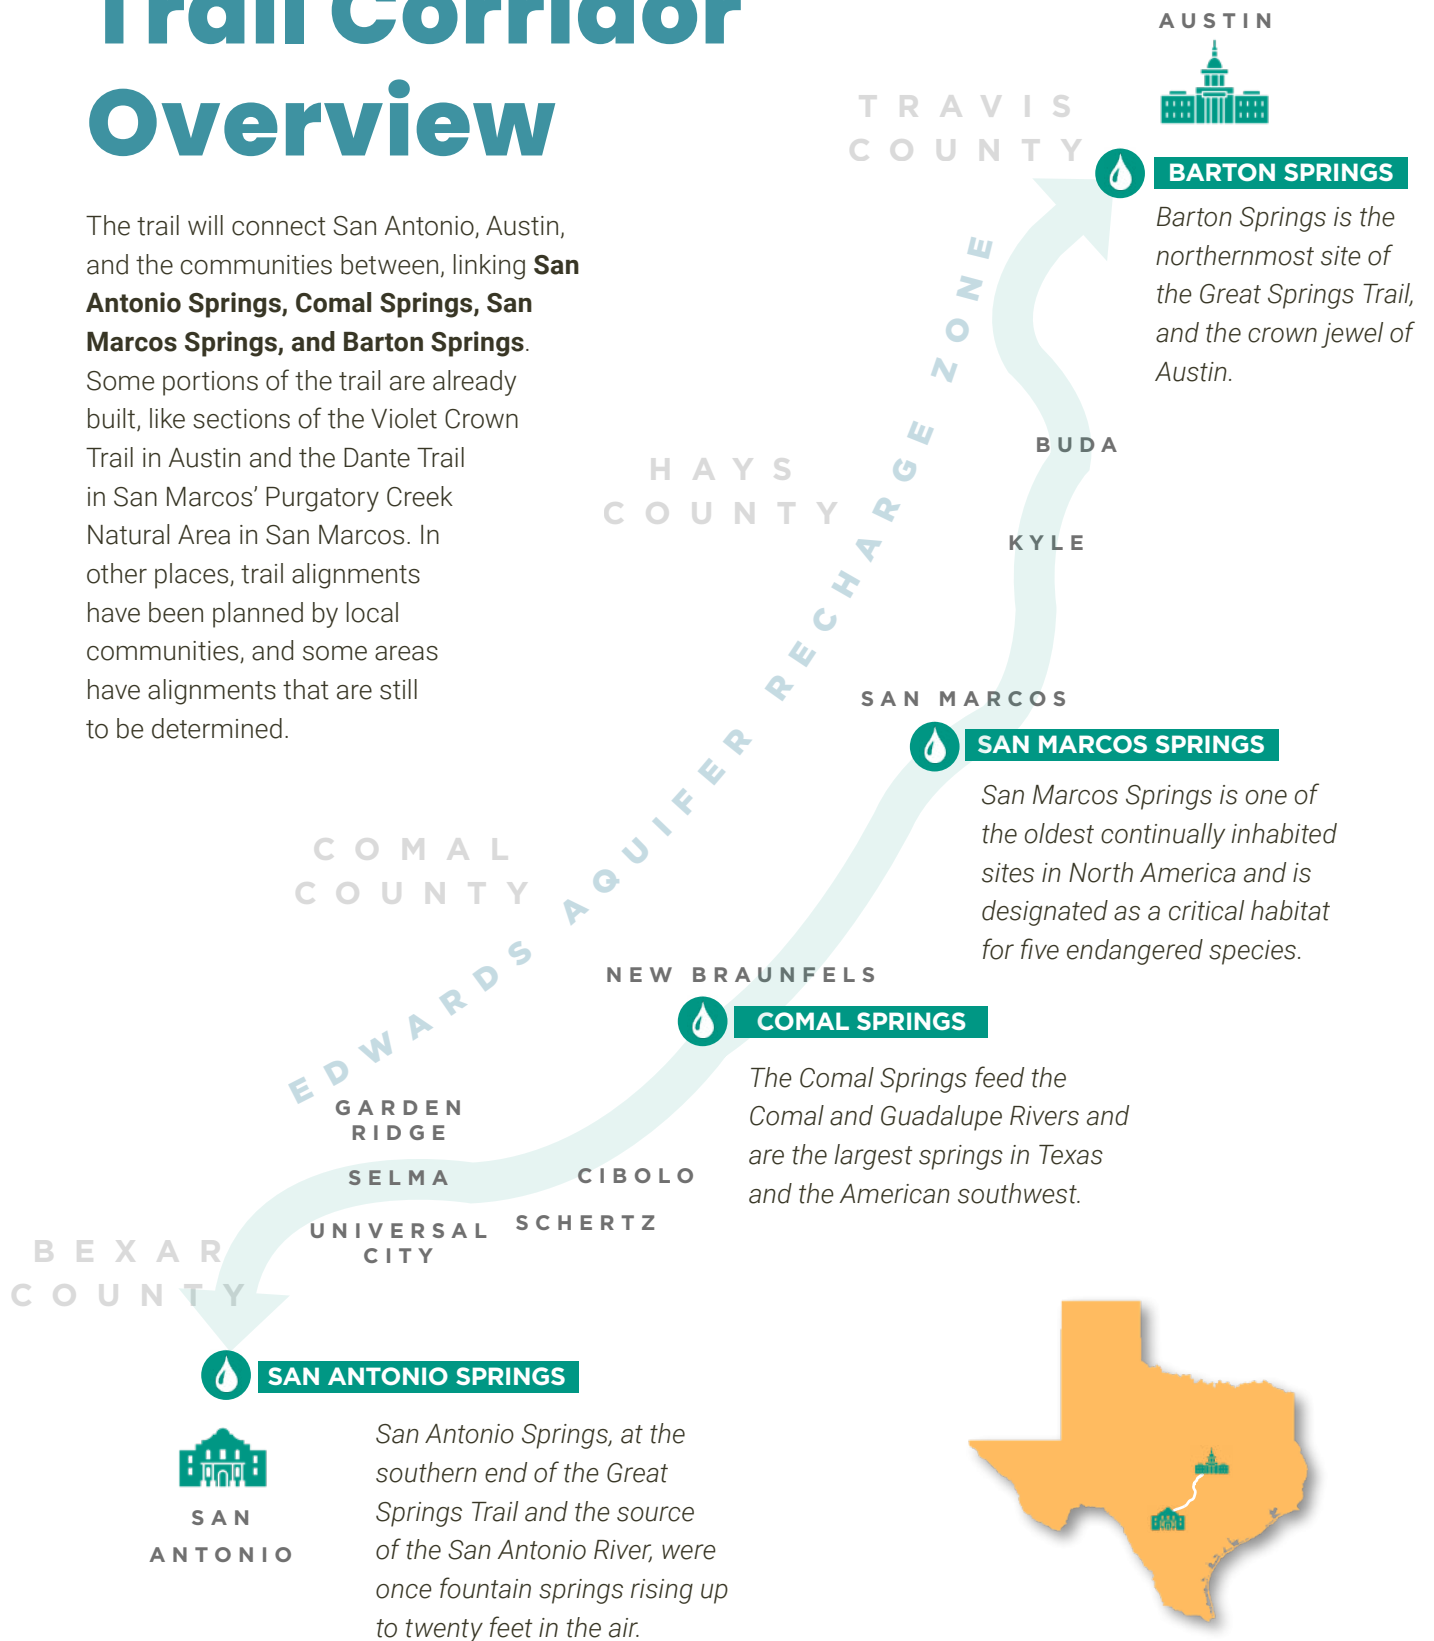 Trail Corridor
Overview
The trail will connect San Antonio, Austin,
and the communities between, linking San
Antonio Springs, Comal Springs, San
Marcos Springs, and Barton Springs.
Some portions of the trail are already
built, like sections of the Violet Crown
Trail in Austin and the Dante Trail
in San Marcos’ Purgatory Creek
Natural Area in San Marcos. In
other places, trail alignments
have been planned by local
communities, and some areas
have alignments that are still
to be determined.
AUSTIN
TRAVIS
COUNTY
BARTON SPRINGS
Barton Springs is the
northernmost site of
the Great Springs Trail,
and the crown jewel of
Austin.
EDWARDS AQUIFER RECHARGE ZONE
BUDA
HAYS
COUNTY
KYLE
SAN MARCOS
SAN MARCOS SPRINGS
San Marcos Springs is one of
the oldest continually inhabited
sites in North America and is
designated as a critical habitat
for five endangered species.
COMAL
COUNTY
NEW BRAUNFELS
COMAL SPRINGS
The Comal Springs feed the
Comal and Guadalupe Rivers and
are the largest springs in Texas
and the American southwest.
GARDEN
RIDGE
SELMA
CIBOLO
SCHERTZ
UNIVERSAL
CITY
BEXAR
COUNTY
SAN ANTONIO SPRINGS
San Antonio Springs, at the
southern end of the Great
Springs Trail and the source
of the San Antonio River, were
once fountain springs rising up
to twenty feet in the air.
SAN
ANTONIO